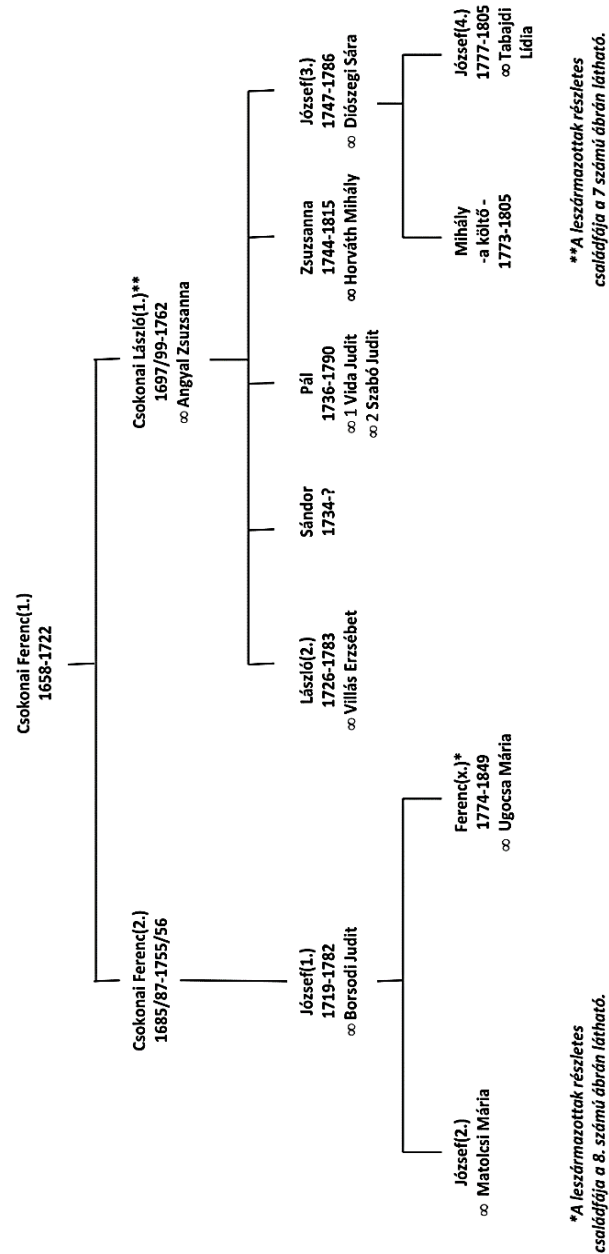 Csokonai Ferenc(1.)
1658-1722
Csokonai Ferenc(2.)
1685/87-1755/56
Csokonai László(1.)**
1697/99-1762
∞ Angyal Zsuzsanna
József(1.)
1719-1782
∞ Borsodi Judit
László(2.)
1726-1783
∞ Villás Erzsébet
Sándor
1734-?
Pál
1736-1790
∞ 1 Vida Judit
∞ 2 Szabó Judit
Zsuzsanna
1744-1815
∞ Horváth Mihály
József(3.)
1747-1786
∞ Diószegi Sára
József(2.)
∞ Matolcsi Mária
Ferenc(x.)*
1774-1849
∞ Ugocsa Mária
Mihály
-a költő -
1773-1805
József(4.)
1777-1805
∞ Tabajdi
Lídia
*A leszármazottak részletes
családfája a 8. számú ábrán látható.
**A leszármazottak részletes
családfája a 7 számú ábrán látható.